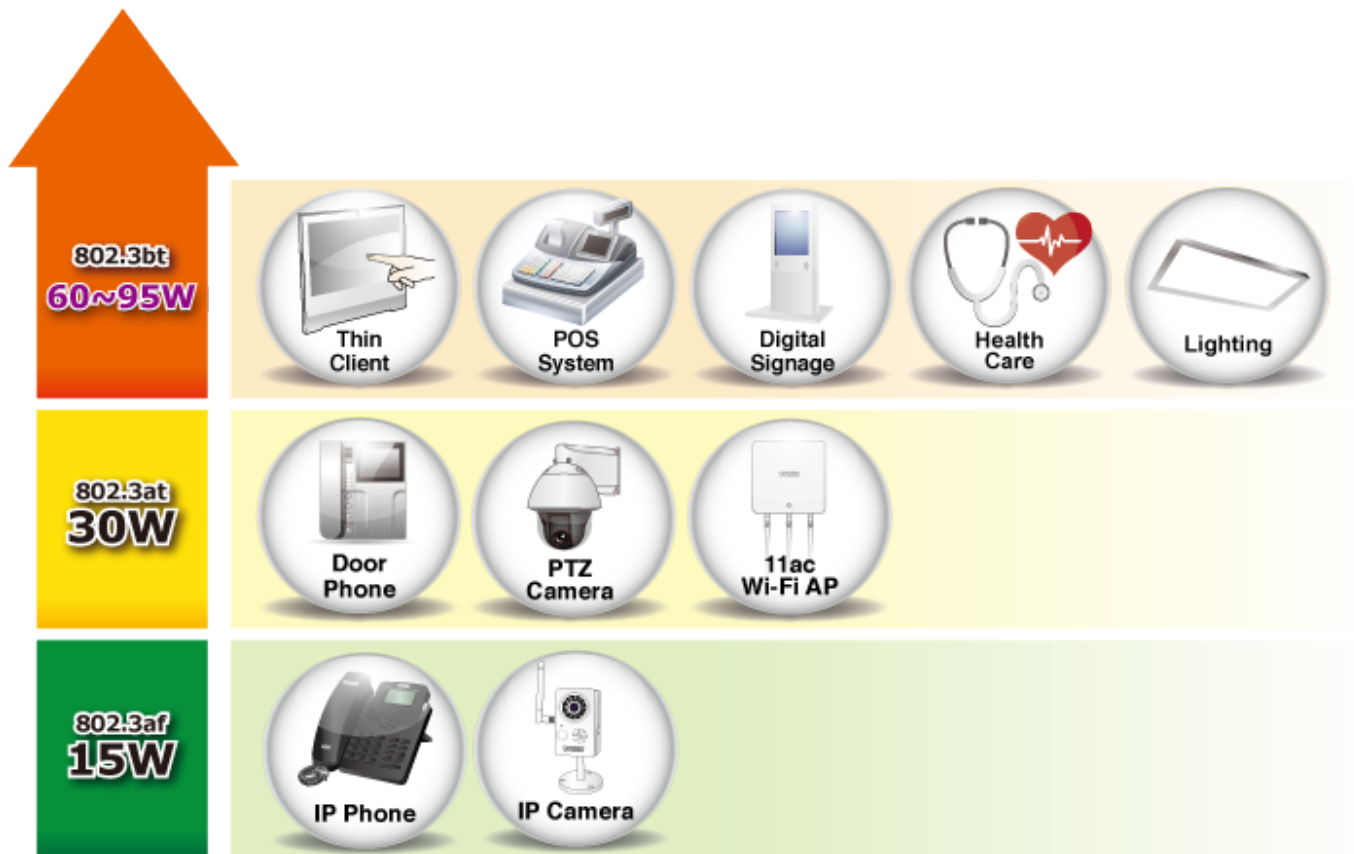 802.3bt
60~95W
Thin
Client
POS
System
Digital
Signage
Health
Care
Lighting
802.3at
30W
Door
Phone
PTZ
Camera
11ac
Wi-Fi AP
802.3af
15W
IP Phone
IP Camera